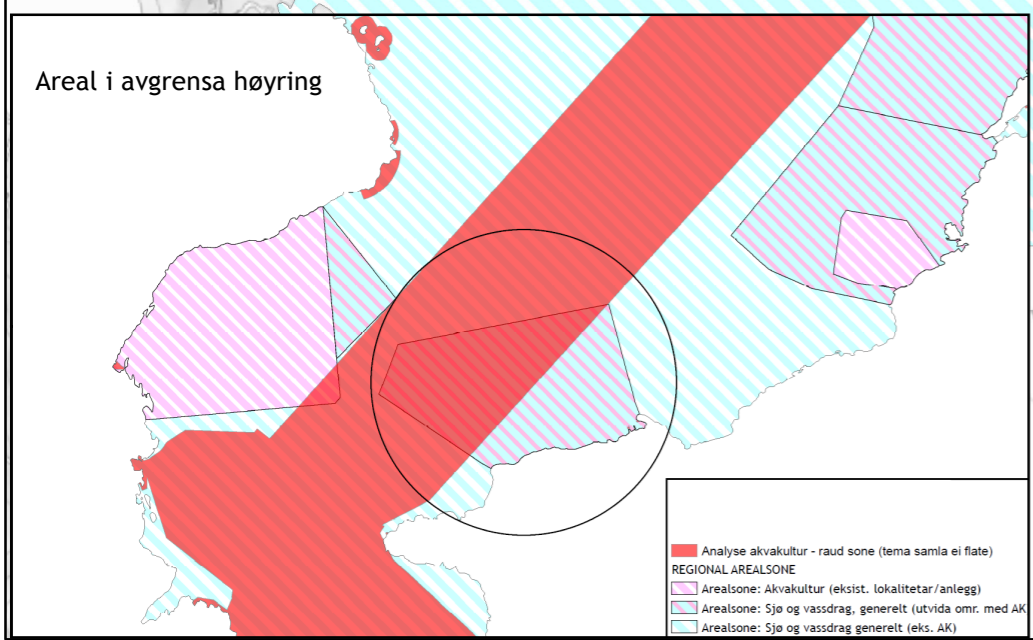 Areal i avgrensa høyring
Analyse akvakultur - raud sone (tema samla ei flate)
REGIONAL AREALSONE
Arealsone: Akvakultur (eksist. lokalitetar/anlegg)
Arealsone: Sjø og vassdrag, generelt (utvida omr. med AK
Arealsone: Sjø og vassdrag generelt (eks. AK)